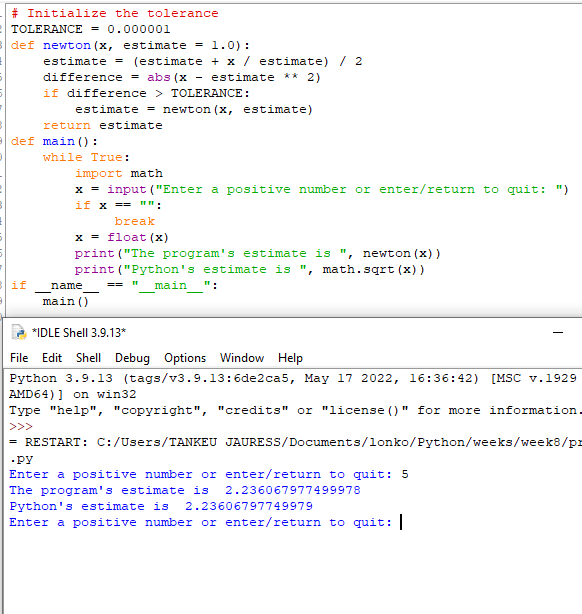 # Initialize the tolerance
TOLERANCE = 0.000001
def newton(x, estimate = 1.0):
    estimate = (estimate + x / estimate) / 2
    difference = abs(x - estimate ** 2)
    if difference > TOLERANCE:
        estimate = newton(x, estimate)
    return estimate
def main():
    while True:
        import math
        x = input("Enter a positive number or enter/return to quit: ")
        if x == "":
             break
        x = float(x)
        print("The program's estimate is ", newton(x))
        print("Python's estimate is ", math.sqrt(x))
if __name__ == "__main__":
    main()
*IDLE Shell 3.9.13*
File Edit Shell Debug Options Window Help
Python 3.9.13 (tags/v3.9.13:6de2ca5, May 17 2022, 16:36:42) [MSC v.1929
AMD64)] on win32
Type "help", "copyright", "credits" or "license()" for more information.
>>>
= RESTART: C:/Users/TANKEU JAURESS/Documents/lonko/Python/weeks/week8/pr
.py
Enter a positive number or enter/return to quit: 5
The program's estimate is  2.236067977499978
Python's estimate is  2.23606797749979
Enter a positive number or enter/return to quit: